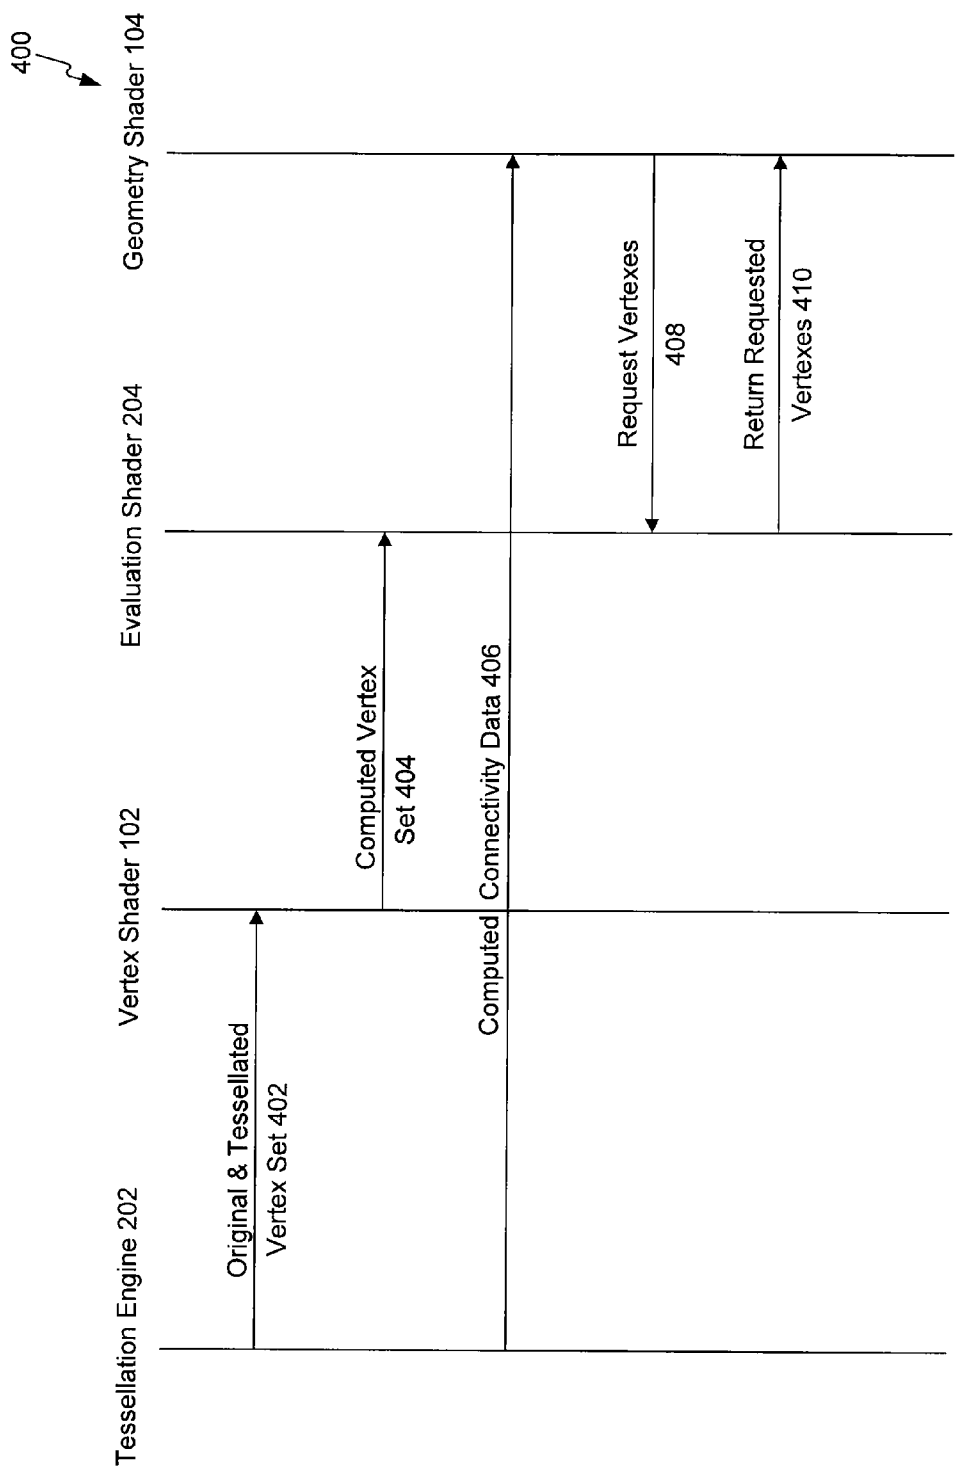 400
Tessellation Engine 202
Vertex Shader 102
Evaluation Shader 204
Geometry Shader 104
Original & Tessellated
Vertex Set 402
Computed Vertex
Set 404
Computed Connectivity Data 406
Request Vertexes
408
Return Requested
Vertexes 410